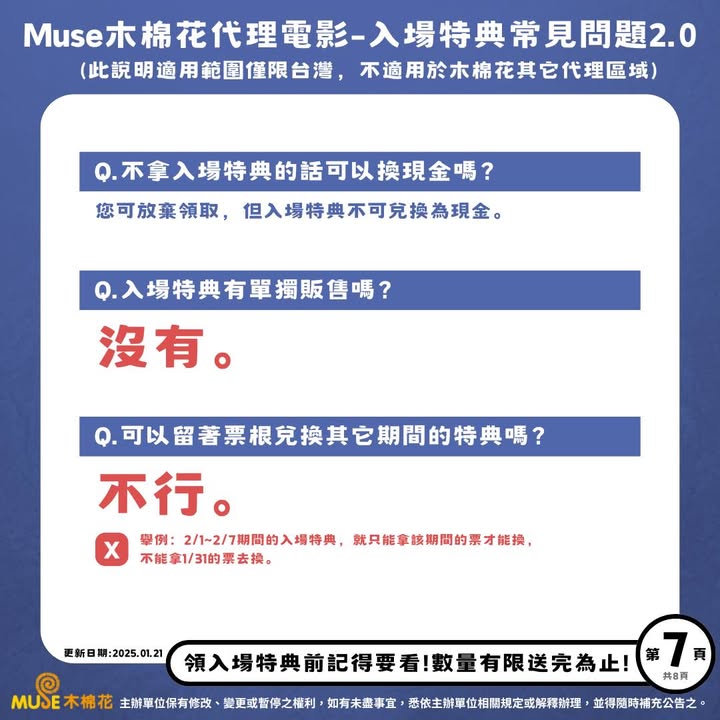 Muse木棉花代理電影-入場特典常見問題2.0
(此說明適用範圍僅限台灣，不適用於木棉花其它代理區域)
Q.不拿入場特典的話可以換現金嗎？
您可放棄領取，但入場特典不可兌換為現金。
Q.入場特典有單獨販售嗎？
沒有。
Q.可以留著票根兌換其它期間的特典嗎？
不行。
X
舉例：2/1~2/7期間的入場特典，就只能拿該期間的票才能換，
不能拿1/31的票去換。
更新日期:2025.01.21
領入場特典前記得要看!數量有限送完為止!
第7頁
共8頁
MUSE木棉花
主辦單位保有修改、變更或暫停之權利，如有未盡事宜，悉依主辦單位相關規定或解釋辦理，並得隨時補充公告之。